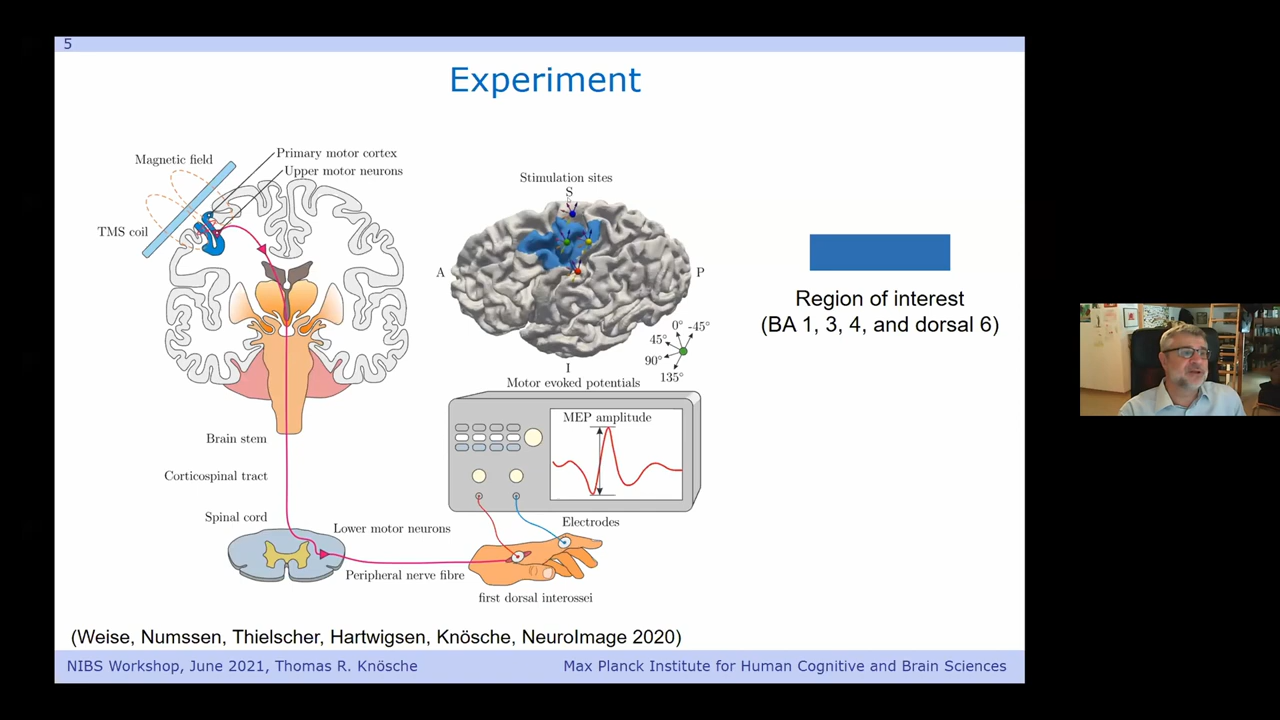 5
Experiment
Magnetic field
Primary motor cortex
Upper motor neurons
TMS coil
Stimulation sites
S
A
P
I
0° -45°
45°
90°
135°
Region of interest
(BA 1, 3, 4, and dorsal 6)
Motor evoked potentials
MEP amplitude
Brain stem
Corticospinal tract
Spinal cord
Lower motor neurons
Electrodes
Peripheral nerve fibre
first dorsal interossei
(Weise, Numssen, Thielscher, Hartwigsen, Knösche, NeuroImage 2020)
NIBS Workshop, June 2021, Thomas R. Knösche
Max Planck Institute for Human Cognitive and Brain Sciences